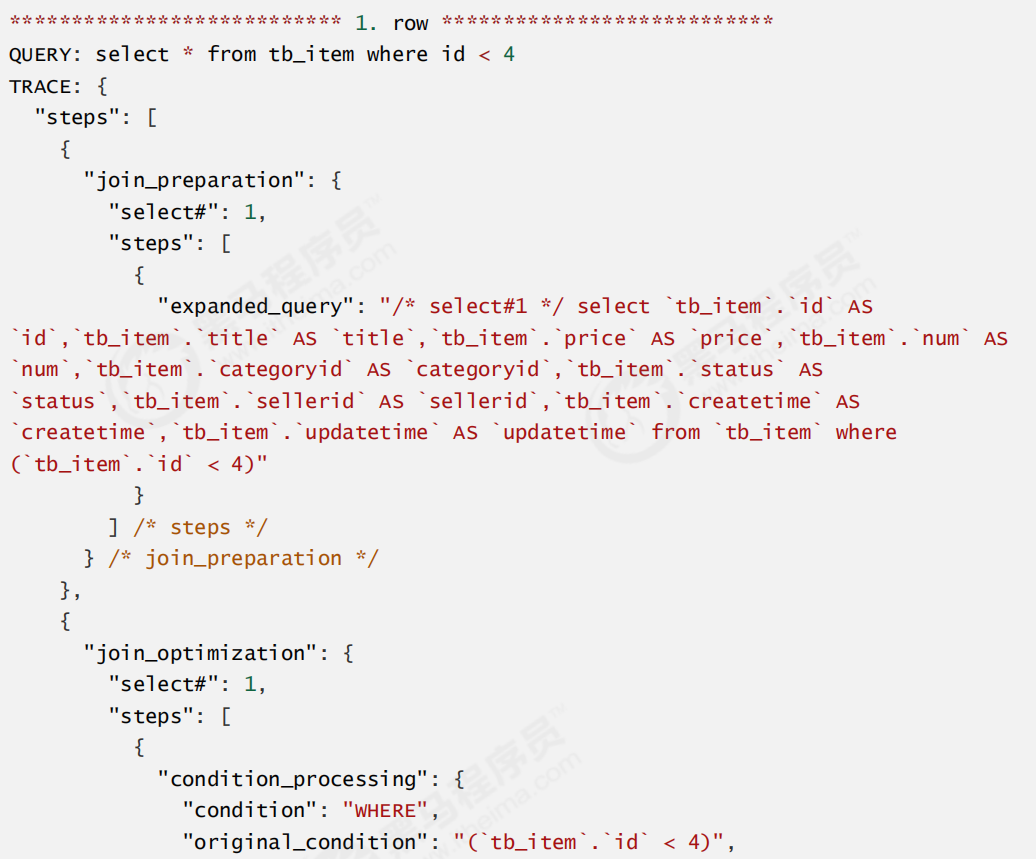 *************************** 1. row ***************************
QUERY: select * from tb_item where id < 4
TRACE: {
  "steps": [
    {
      "join_preparation": {
        "select#": 1,
        "steps": [
          {
            "expanded_query": "/* select#1 */ select `tb_item`.`id` AS
`id`,`tb_item`.`title` AS `title`,`tb_item`.`price` AS `price`,`tb_item`.`num` AS
`num`,`tb_item`.`categoryid` AS `categoryid`,`tb_item`.`status` AS
`status`,`tb_item`.`sellerid` AS `sellerid`,`tb_item`.`createtime` AS
`createtime`,`tb_item`.`updatetime` AS `updatetime` from `tb_item` where
(`tb_item`.`id` < 4)"
          }
        ] /* steps */
      } /* join_preparation */
    },
    {
      "join_optimization": {
        "select#": 1,
        "steps": [
          {
            "condition_processing": {
              "condition": "WHERE",
              "original_condition": "(`tb_item`.`id` < 4)",